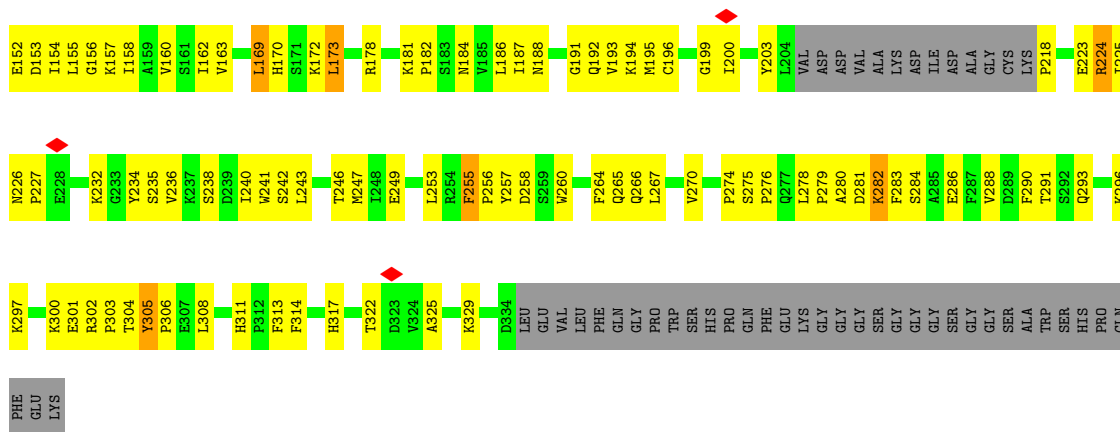 E152 D153 I154 L155 G156 K157 I158 A159 V160 S161 I162 V163 L169 H170 S171 K172 L173 R178 K181 P182 S183 N184 V185 L186 I187 N188 G191 Q192 V193 K194 M195 C196 G199 I200 Y203 L204 VAL ASP ASP VAL ALA LYS ASP ILE ASP ALA GLY CYS LYS P218 E223 R224 I225
N226 P227 E228 K232 G233 Y234 S235 V236 K237 S238 D239 I240 W241 S242 L243 T246 M247 I248 E249 L253 R254 F255 P256 Y257 D258 S259 W260 F264 Q265 Q266 L267 V270 P274 S275 P276 Q277 L278 P279 A280 D281 K282 F283 S284 A285 E286 F287 V288 D289 F290 T291 S292 Q293 K296
K297 K300 E301 R302 P303 T304 Y305 P306 E307 L308 H311 P312 F313 F314 H317 T322 D323 V324 A325 K329 D334 LEU GLU VAL LEU PHE GLN GLY PRO TRP SER HIS PRO GLN PHE GLU LYS GLY GLY GLY SER GLY GLY GLY SER GLY GLY SER ALA TRP SER HIS PRO GLN
PHE GLU LYS